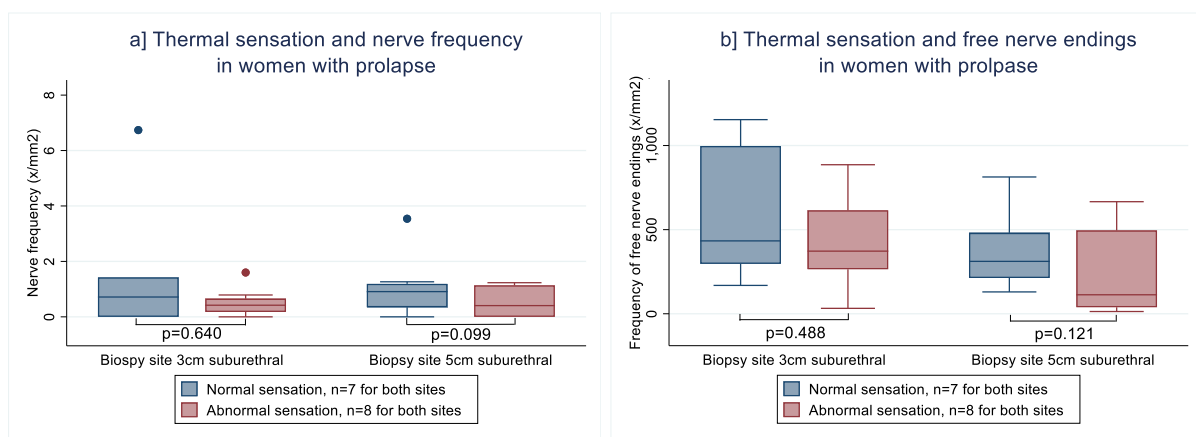 a] Thermal sensation and nerve frequency
in women with prolapse
Nerve frequency (x/mm2)
8
6
4
2
0
p=0.640
p=0.099
Biospy site 3cm suburethral
Biopsy site 5cm suburethral
Normal sensation, n=7 for both sites
Abnormal sensation, n=8 for both sites
b] Thermal sensation and free nerve endings
in women with prolpase
Frequency of free nerve endings (x/mm2)
1,000
500
0
p=0.488
p=0.121
Biopsy site 3cm suburethral
Biopsy site 5cm suburethral
Normal sensation, n=7 for both sites
Abnormal sensation, n=8 for both sites